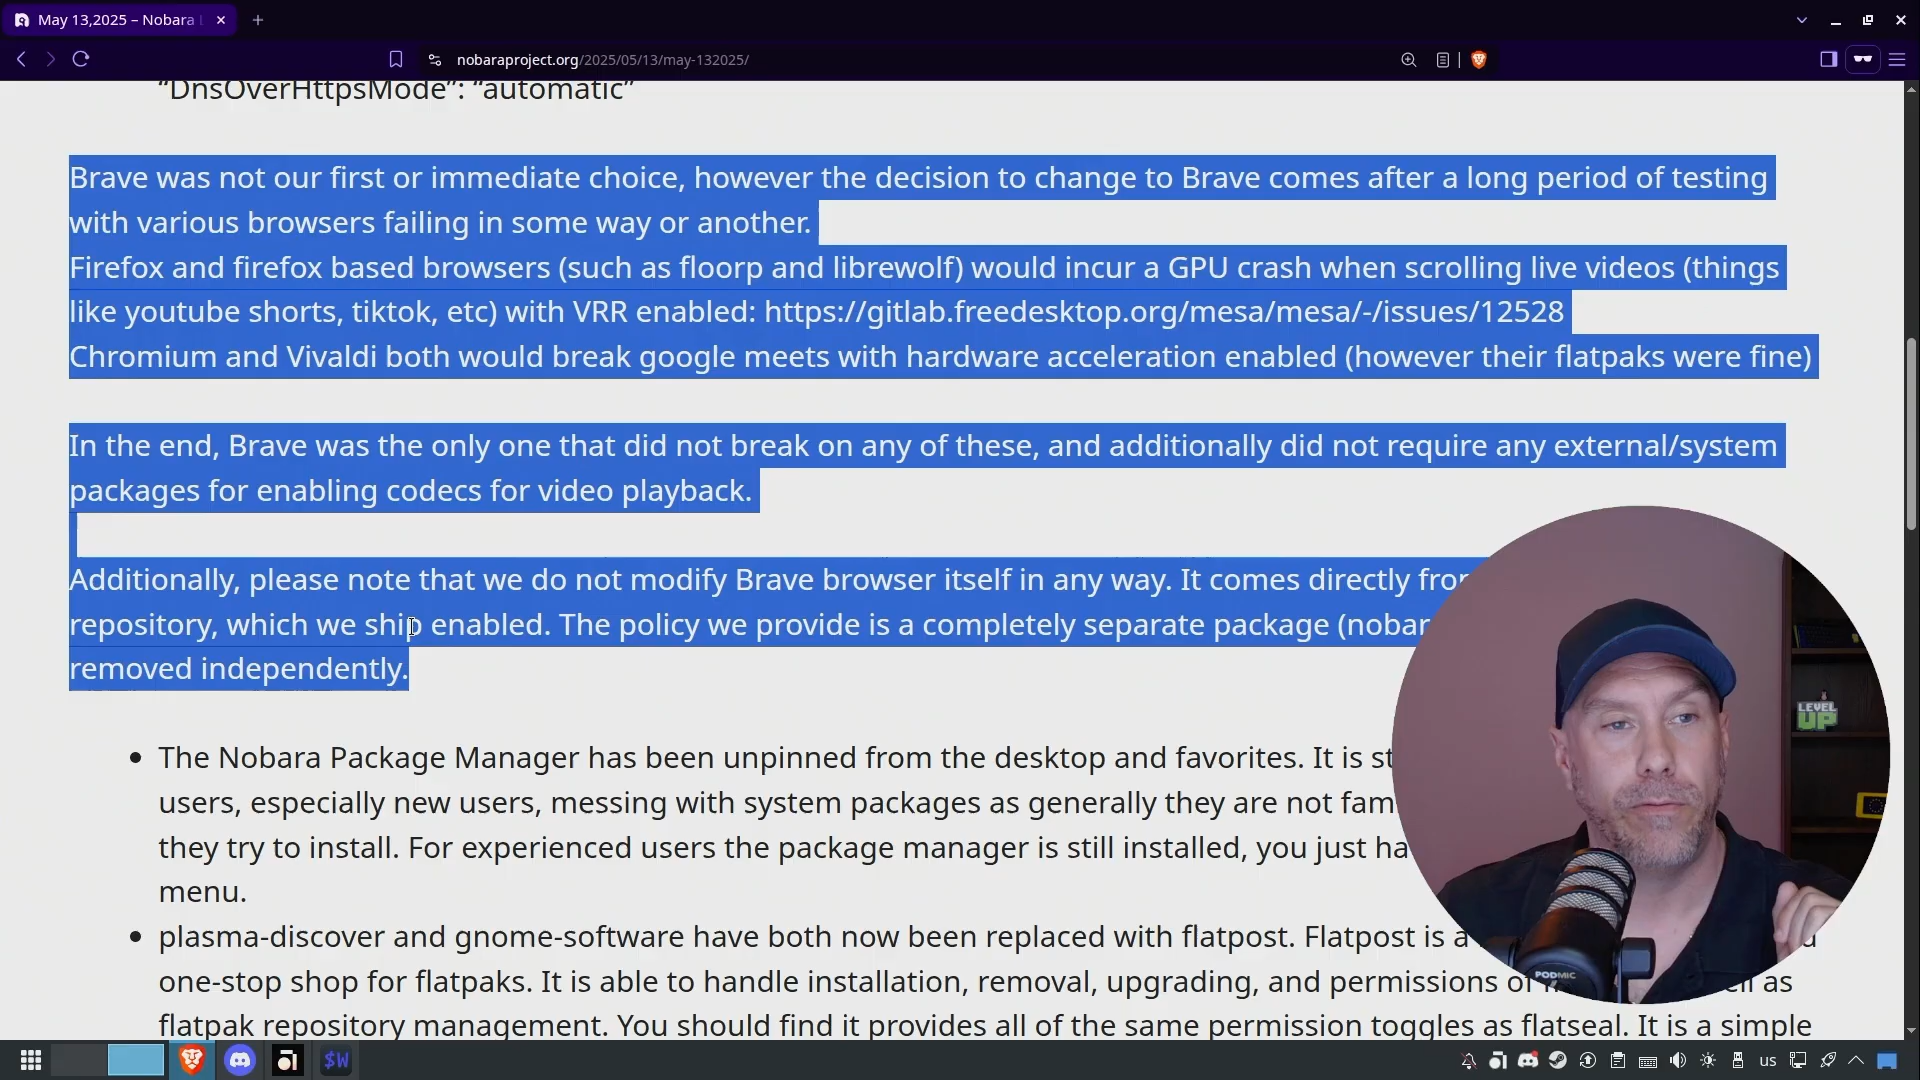 May 13,2025 – Nobara L
nobaraproject.org/2025/05/13/may-132025/
“DnsOverHttpsMode”: “automatic”
Brave was not our first or immediate choice, however the decision to change to Brave comes after a long period of testing
with various browsers failing in some way or another.
Firefox and firefox based browsers (such as floorp and librewolf) would incur a GPU crash when scrolling live videos (things
like youtube shorts, tiktok, etc) with VRR enabled: https://gitlab.freedesktop.org/mesa/mesa/-/issues/12528
Chromium and Vivaldi both would break google meets with hardware acceleration enabled (however their flatpaks were fine)
In the end, Brave was the only one that did not break on any of these, and additionally did not require any external/system
packages for enabling codecs for video playback.
Additionally, please note that we do not modify Brave browser itself in any way. It comes directly from
repository, which we ship enabled. The policy we provide is a completely separate package (nobar
removed independently.
The Nobara Package Manager has been unpinned from the desktop and favorites. It is st
users, especially new users, messing with system packages as generally they are not fam
they try to install. For experienced users the package manager is still installed, you just ha
menu.
plasma-discover and gnome-software have both now been replaced with flatpost. Flatpost is a
one-stop shop for flatpaks. It is able to handle installation, removal, upgrading, and permissions of as
flatpak repository management. You should find it provides all of the same permission toggles as flatseal. It is a simple
LEVEL
UP
PODMIC
$W
us